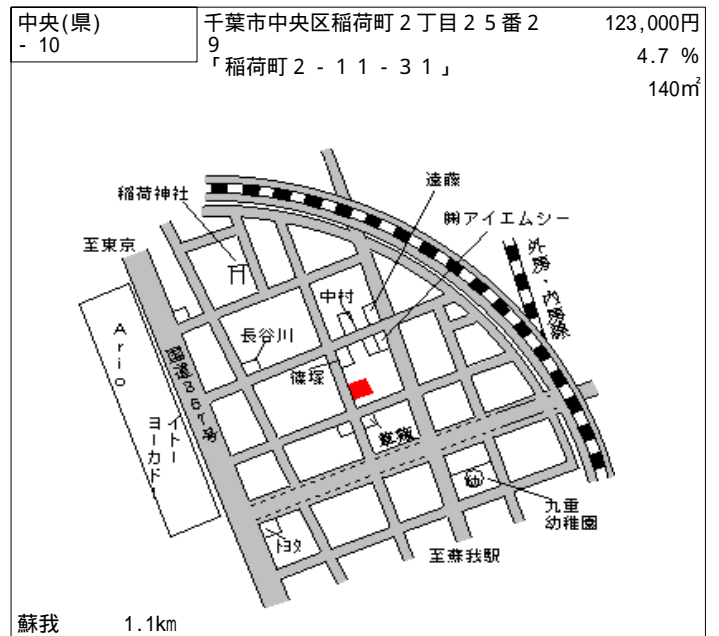 中央(県)
- 10
千葉市中央区稲荷町２丁目２５番２
９
「稲荷町２‐１１‐３１」
123,000円
4.7 %
140㎡
遠藤
稲荷神社
㈱アイエムシー
至東京
外房・内房線
中村
Ario
長谷川
国道357号
篠塚
イトーヨーカドー
幼
九重
幼稚園
トヨタ
至蘇我駅
蘇我 1.1km